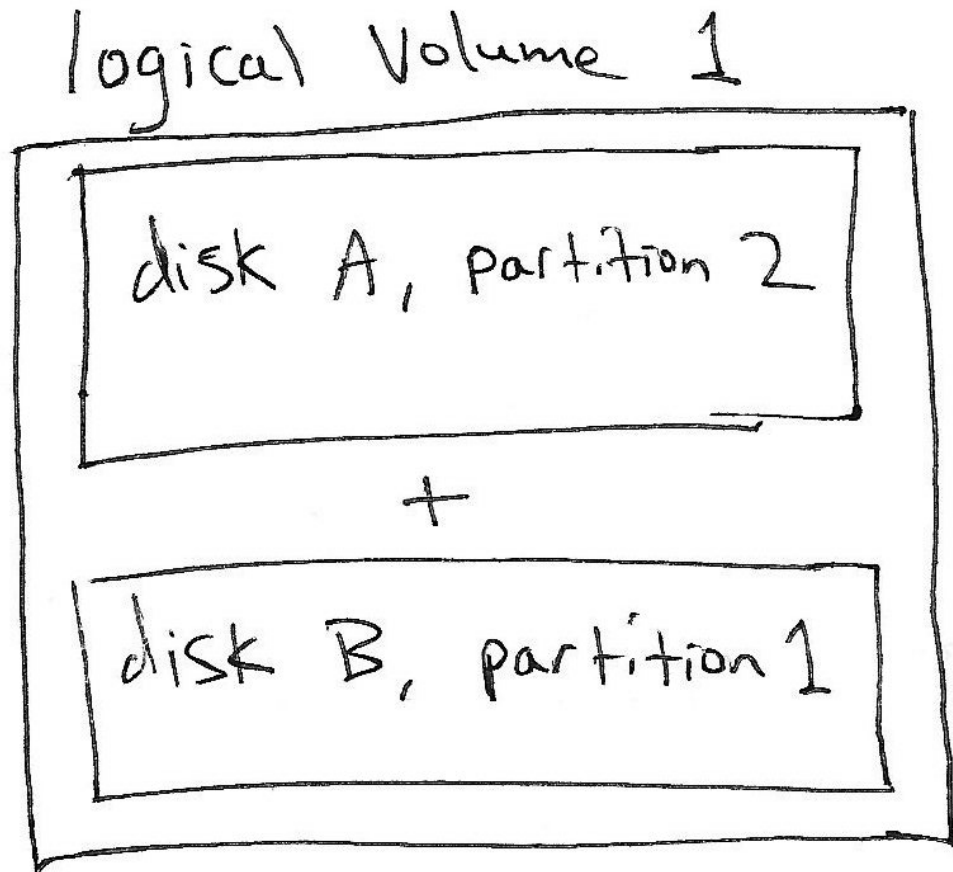 logical Volume 1
disk A, partition 2
+
disk B, partition 1